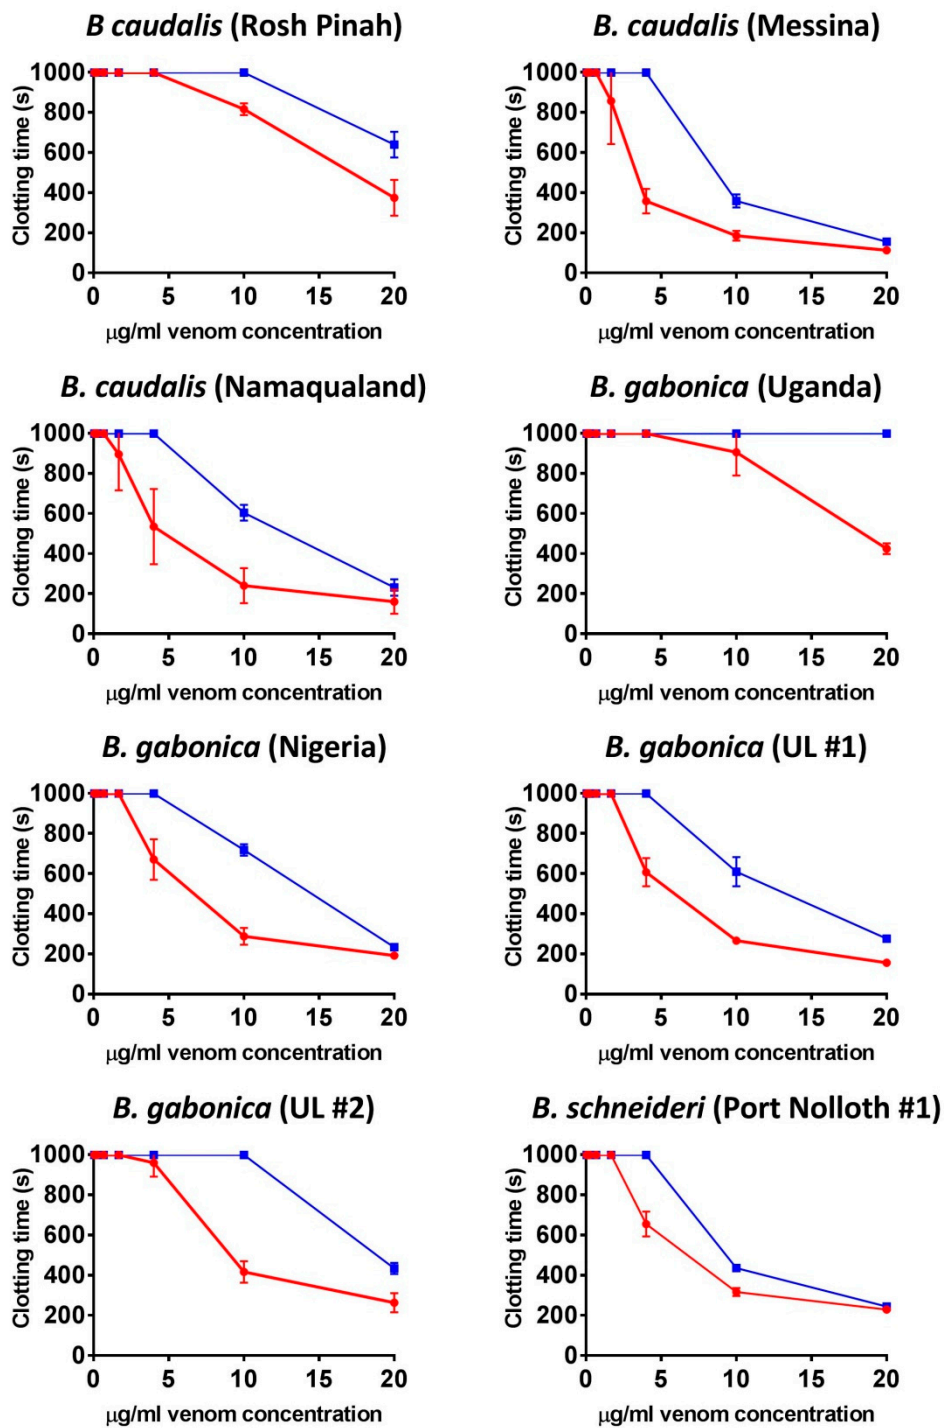 B caudalis (Rosh Pinah)
1000
800
600
400
200
0
Clotting time (s)
0 5 10 15 20
µg/ml venom concentration
B. caudalis (Messina)
1000
800
600
400
200
0
Clotting time (s)
0 5 10 15 20
µg/ml venom concentration
B. caudalis (Namaqualand)
1000
800
600
400
200
0
Clotting time (s)
0 5 10 15 20
µg/ml venom concentration
B. gabonica (Uganda)
1000
800
600
400
200
0
Clotting time (s)
0 5 10 15 20
µg/ml venom concentration
B. gabonica (Nigeria)
1000
800
600
400
200
0
Clotting time (s)
0 5 10 15 20
µg/ml venom concentration
B. gabonica (UL #1)
1000
800
600
400
200
0
Clotting time (s)
0 5 10 15 20
µg/ml venom concentration
B. gabonica (UL #2)
1000
800
600
400
200
0
Clotting time (s)
0 5 10 15 20
µg/ml venom concentration
B. schneideri (Port Nolloth #1)
1000
800
600
400
200
0
Clotting time (s)
0 5 10 15 20
µg/ml venom concentration